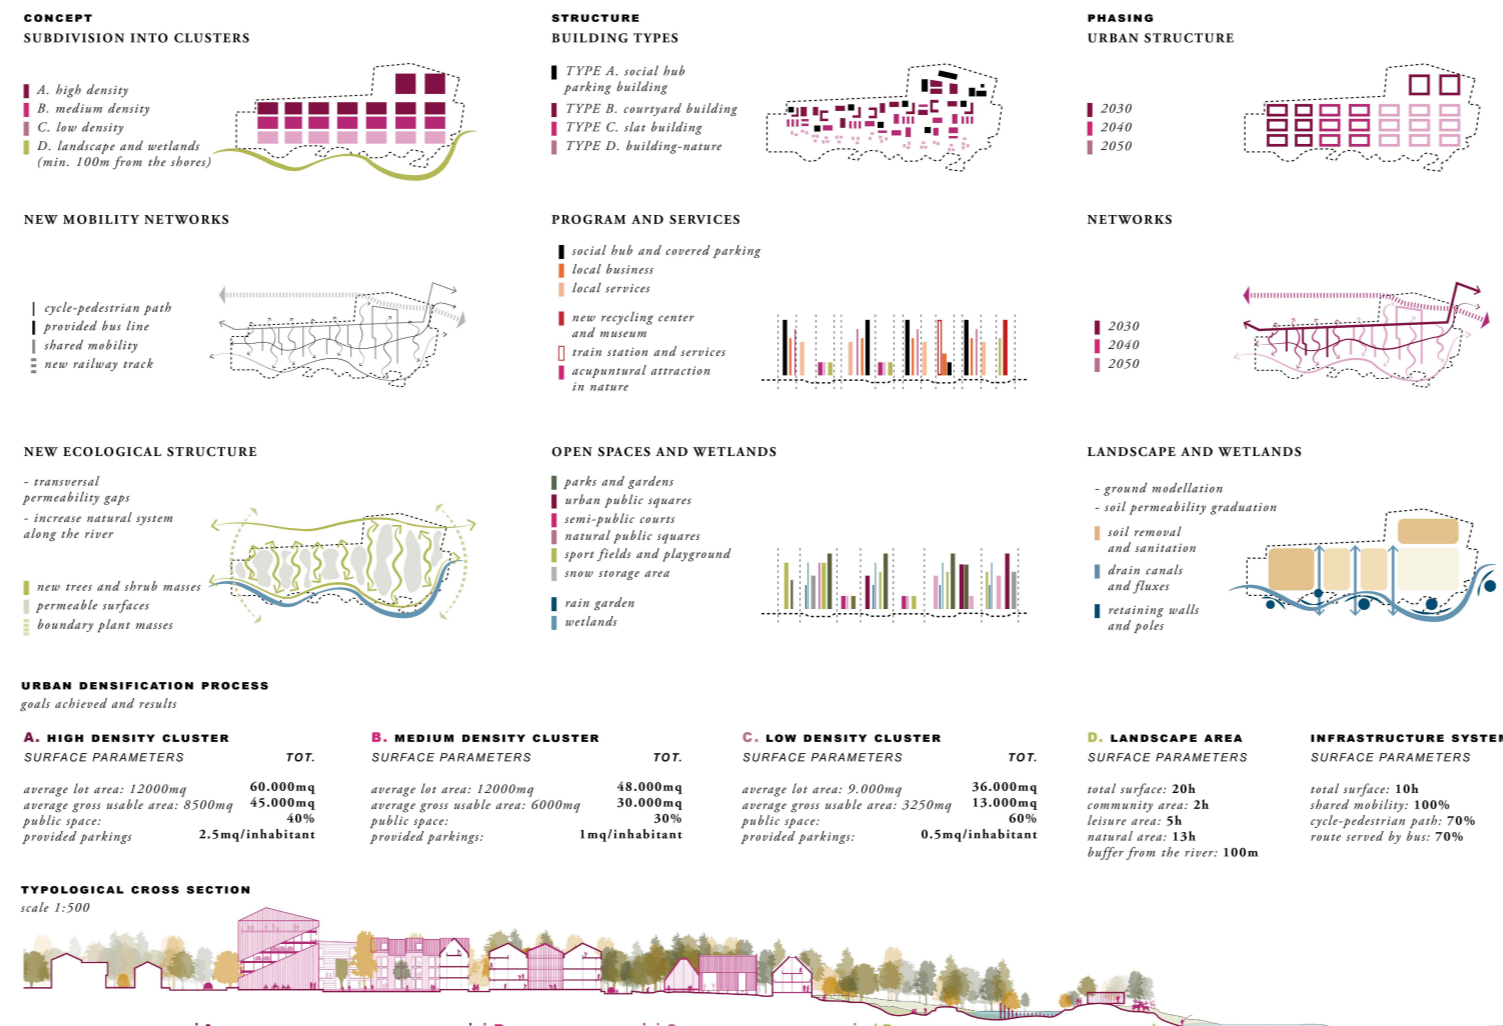 CONCEPT
SUBDIVISION INTO CLUSTERS
A. high density
B. medium density
C. low density
D. landscape and wetlands
(min. 100m from the shores)
STRUCTURE
BUILDING TYPES
TYPE A. social hub
parking building
TYPE B. courtyard building
TYPE C. slat building
TYPE D. building-nature
PHASING
URBAN STRUCTURE
2030
2040
2050
NEW MOBILITY NETWORKS
cycle-pedestrian path
provided bus line
shared mobility
new railway track
PROGRAM AND SERVICES
social hub and covered parking
local business
local services
new recycling center
and museum
train station and services
acupuntural attraction
in nature
NETWORKS
2030
2040
2050
NEW ECOLOGICAL STRUCTURE
- transversal
permeability gaps
- increase natural system
along the river
new trees and shrub masses
permeable surfaces
boundary plant masses
OPEN SPACES AND WETLANDS
parks and gardens
urban public squares
semi-public courts
natural public squares
sport fields and playground
snow storage area
rain garden
wetlands
LANDSCAPE AND WETLANDS
- ground modellation
- soil permeability graduation
soil removal
and sanitation
drain canals
and fluxes
retaining walls
and poles
URBAN DENSIFICATION PROCESS
goals achieved and results
A. HIGH DENSITY CLUSTER
SURFACE PARAMETERS TOT.
average lot area: 12000mq 60.000mq
average gross usable area: 8500mq 45.000mq
public space: 40%
provided parkings 2.5mq/inhabitant
B. MEDIUM DENSITY CLUSTER
SURFACE PARAMETERS TOT.
average lot area: 12000mq 48.000mq
average gross usable area: 6000mq 30.000mq
public space: 30%
provided parkings: 1mq/inhabitant
C. LOW DENSITY CLUSTER
SURFACE PARAMETERS TOT.
average lot area: 9.000mq 36.000mq
average gross usable area: 3250mq 13.000mq
public space: 60%
provided parkings: 0.5mq/inhabitant
D. LANDSCAPE AREA
SURFACE PARAMETERS
total surface: 20h
community area: 2h
leisure area: 5h
natural area: 13h
buffer from the river: 100m
INFRASTRUCTURE SYSTEM
SURFACE PARAMETERS
total surface: 10h
shared mobility: 100%
cycle-pedestrian path: 70%
route served by bus: 70%
TYPOLOGICAL CROSS SECTION
scale 1:500